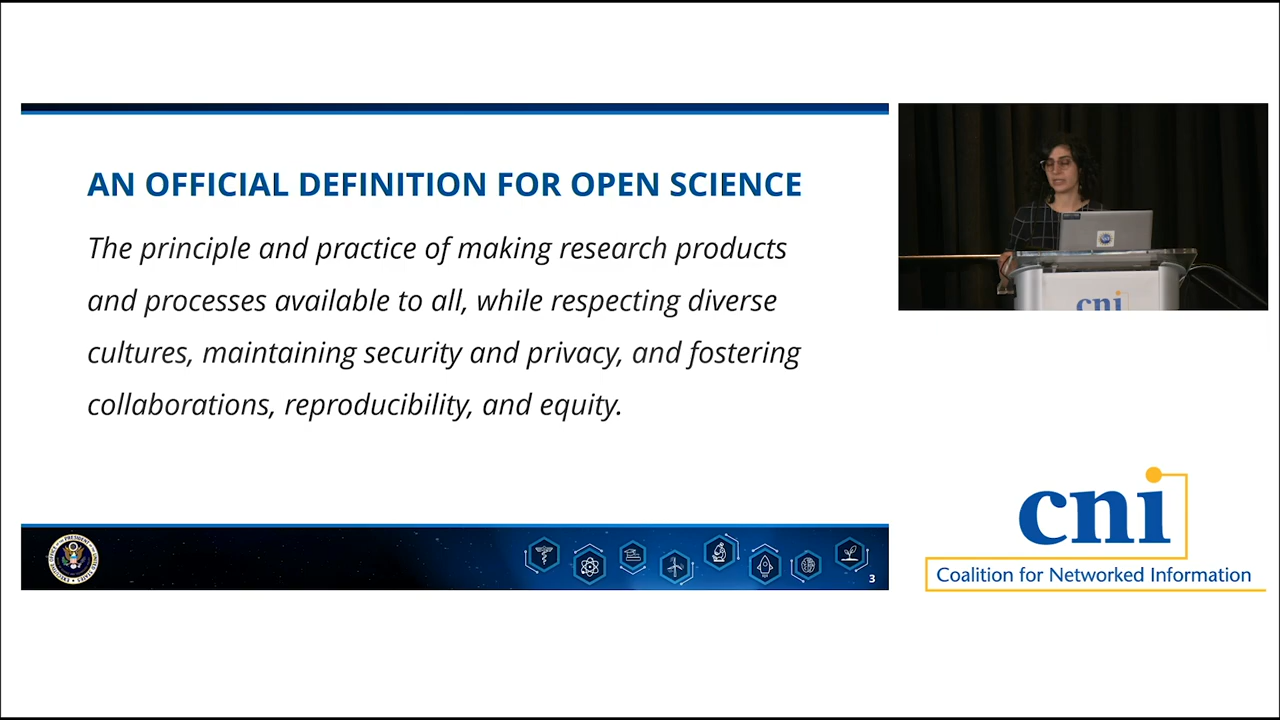 AN OFFICIAL DEFINITION FOR OPEN SCIENCE
The principle and practice of making research products
and processes available to all, while respecting diverse
cultures, maintaining security and privacy, and fostering
collaborations, reproducibility, and equity.
3
cni
cni
Coalition for Networked Information